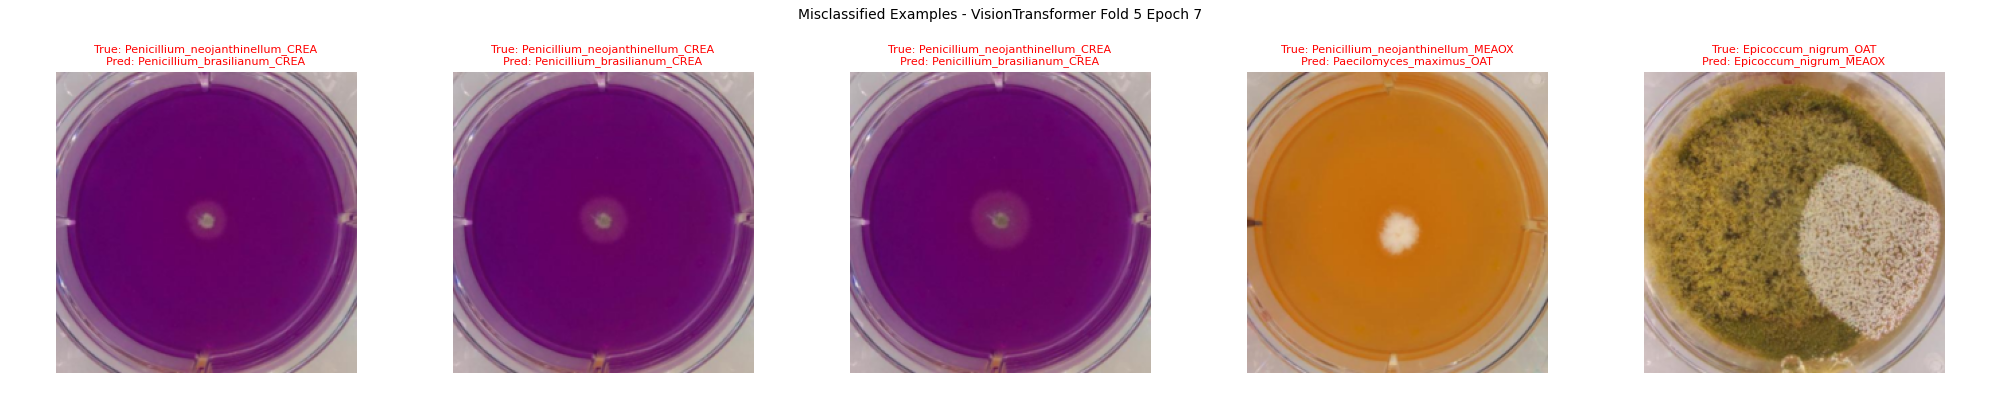 Misclassified Examples - VisionTransformer Fold 5 Epoch 7
True: Penicillium_neojanthinellum_CREA
Pred: Penicillium_brasilianum_CREA
True: Penicillium_neojanthinellum_CREA
Pred: Penicillium_brasilianum_CREA
True: Penicillium_neojanthinellum_CREA
Pred: Penicillium_brasilianum_CREA
True: Penicillium_neojanthinellum_MEAOX
Pred: Paecilomyces_maximus_OAT
True: Epicoccum_nigrum_OAT
Pred: Epicoccum_nigrum_MEAOX